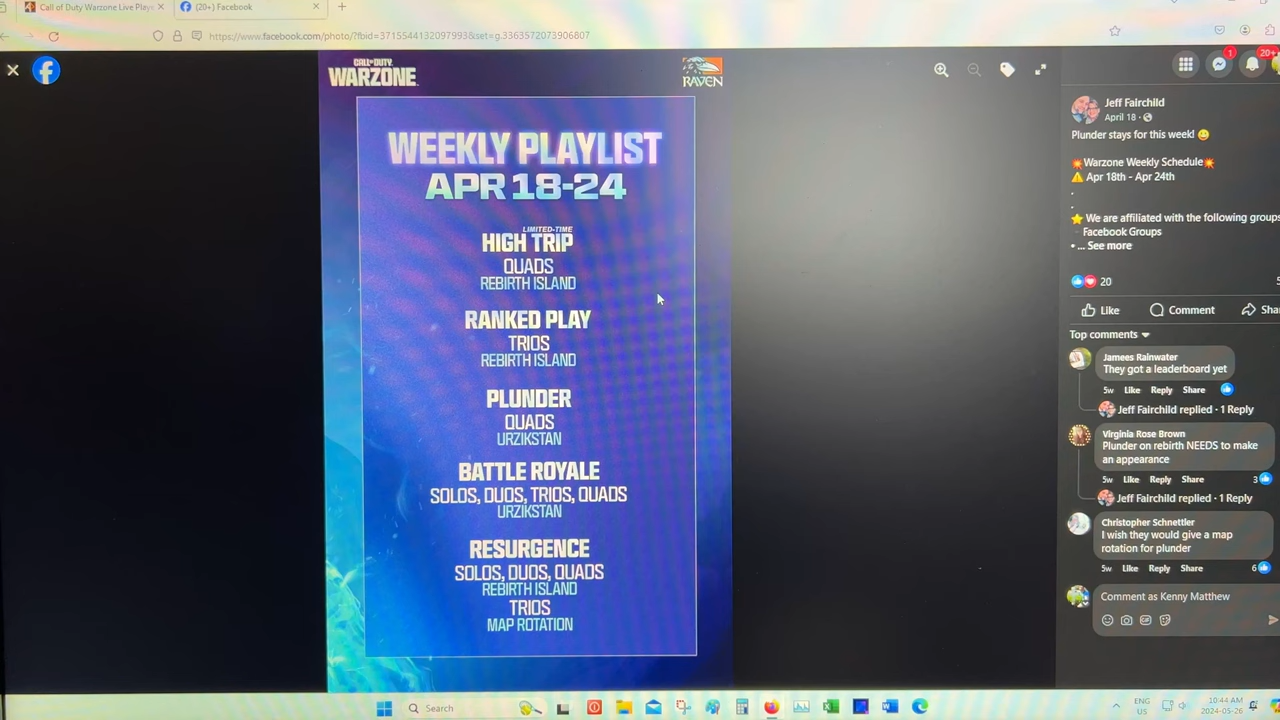 Call of Duty Warzone Live Playe
(20+) Facebook
https://www.facebook.com/photo/?fbid=3715544132097993&set=g.3363572073906807
CALL OF DUTY
WARZONE
RAVEN
WEEKLY PLAYLIST
APR 18-24
LIMITED-TIME
HIGH TRIP
QUADS
REBIRTH ISLAND
RANKED PLAY
TRIOS
REBIRTH ISLAND
PLUNDER
QUADS
URZIKSTAN
BATTLE ROYALE
SOLOS, DUOS, TRIOS, QUADS
URZIKSTAN
RESURGENCE
SOLOS, DUOS, QUADS
REBIRTH ISLAND
TRIOS
MAP ROTATION
1
20+
Jeff Fairchild
April 18 ·
Plunder stays for this week!
Warzone Weekly Schedule
Apr 18th - Apr 24th
.
.
We are affiliated with the following groups
Facebook Groups
• ... See more
20
Like Comment Sha
Top comments
Jamees Rainwater
They got a leaderboard yet
5w Like Reply Share
Jeff Fairchild replied · 1 Reply
Virginia Rose Brown
Plunder on rebirth NEEDS to make
an appearance
5w Like Reply Share 3
Jeff Fairchild replied · 1 Reply
Christopher Schnettler
I wish they would give a map
rotation for plunder
5w Like Reply Share 6
Comment as Kenny Matthew
Search
ENG
US
10:44 AM
2024-05-26